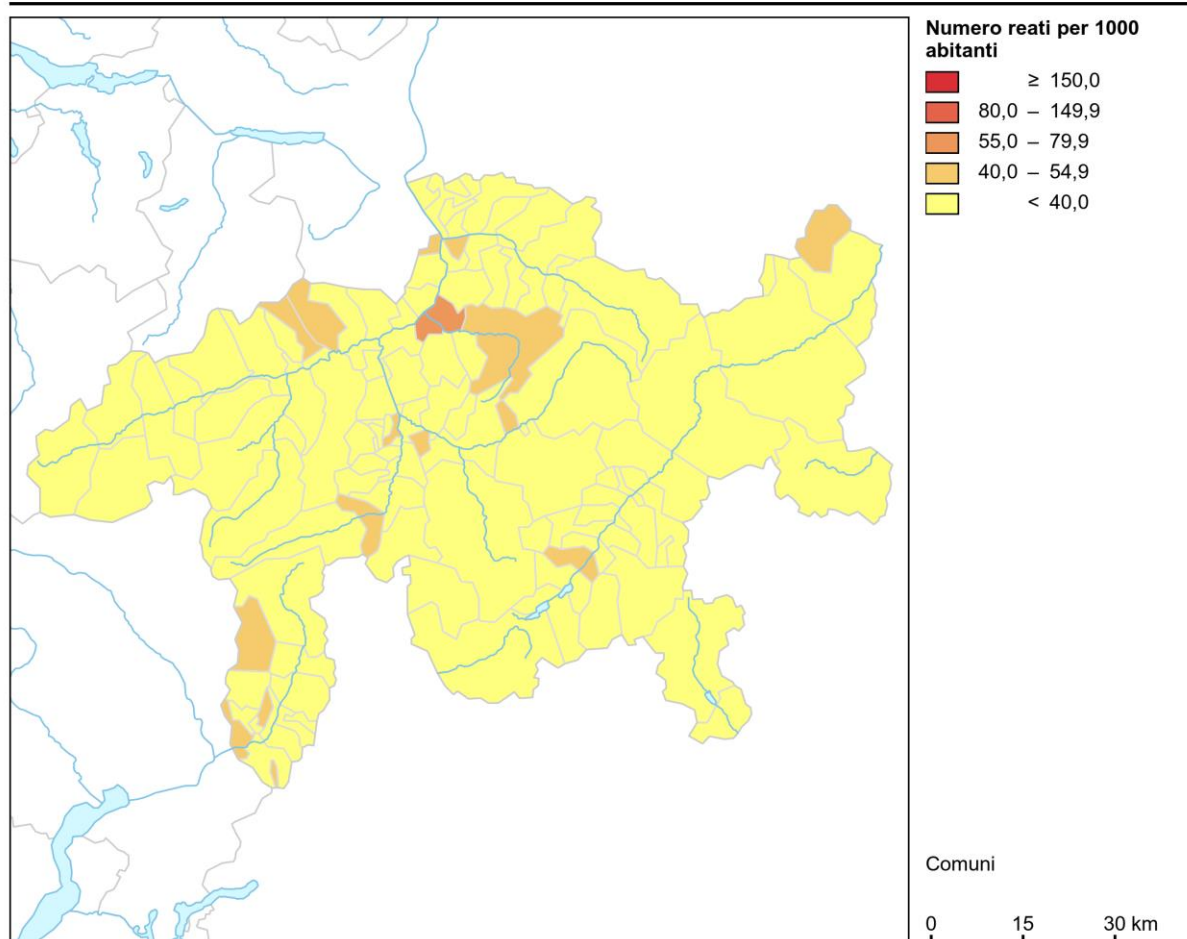 Numero reati per 1000
abitanti
≥ 150,0
80,0 – 149,9
55,0 – 79,9
40,0 – 54,9
< 40,0
Comuni
0 15 30 km